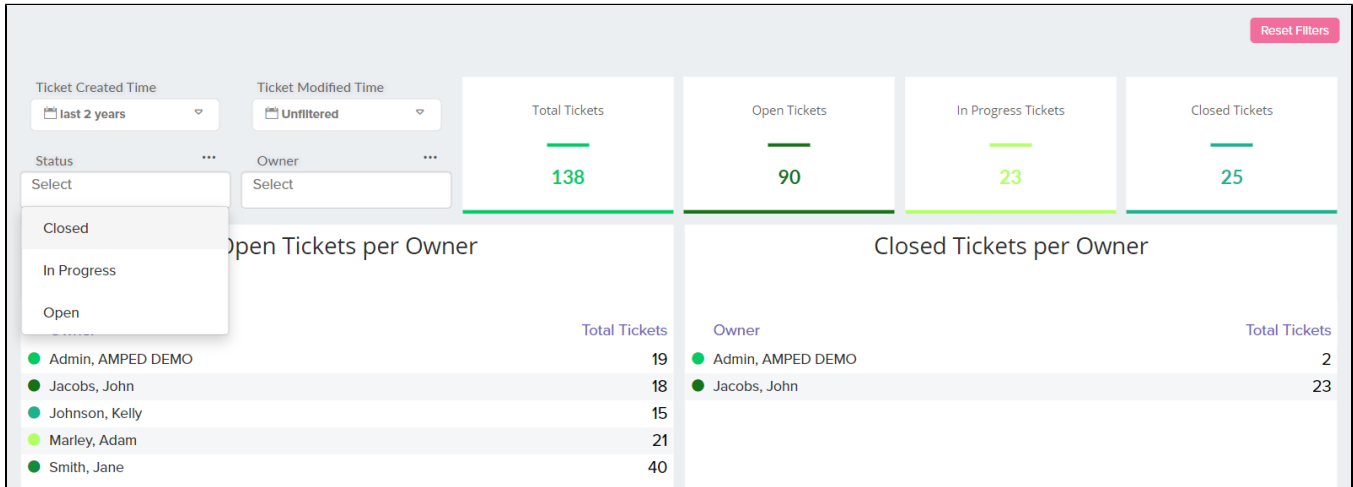 Reset Filters
Ticket Created Time
Ticket Modified Time
last 2 years
Unfiltered
Status
Owner
Select
Select
Closed
In Progress
Open
Total Tickets
138
Open Tickets
90
In Progress Tickets
23
Closed Tickets
25
Open Tickets per Owner
Total Tickets
Admin, AMPED DEMO 19
Jacobs, John 18
Johnson, Kelly 15
Marley, Adam 21
Smith, Jane 40
Closed Tickets per Owner
Owner Total Tickets
Admin, AMPED DEMO 2
Jacobs, John 23